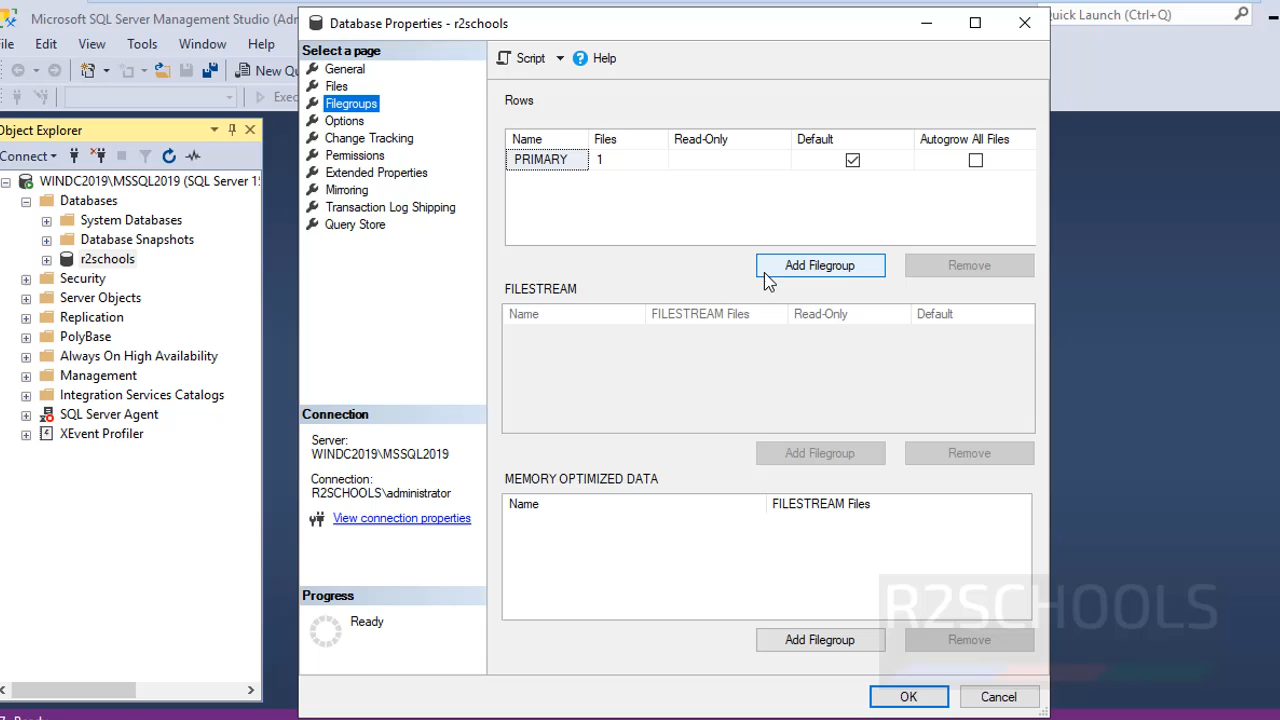 Microsoft SQL Server Management Studio (Adm
Quick Launch (Ctrl+Q)
File
Edit
View
Tools
Window
Help
New Qu
Exec
Object Explorer
Connect
WINDC2019\MSSQL2019 (SQL Server 15
Databases
System Databases
Database Snapshots
r2schools
Security
Server Objects
Replication
PolyBase
Always On High Availability
Management
Integration Services Catalogs
SQL Server Agent
XEvent Profiler
Database Properties - r2schools
Select a page
General
Files
Filegroups
Options
Change Tracking
Permissions
Extended Properties
Mirroring
Transaction Log Shipping
Query Store
Connection
Server:
WINDC2019\MSSQL2019
Connection:
R2SCHOOLS\administrator
View connection properties
Progress
Ready
Script
Help
Rows
Name Files Read-Only Default Autogrow All Files
PRIMARY 1
Add Filegroup Remove
FILESTREAM
Name FILESTREAM Files Read-Only Default
Add Filegroup Remove
MEMORY OPTIMIZED DATA
Name FILESTREAM Files
R2SCHOOLS
Add Filegroup Remove
OK Cancel